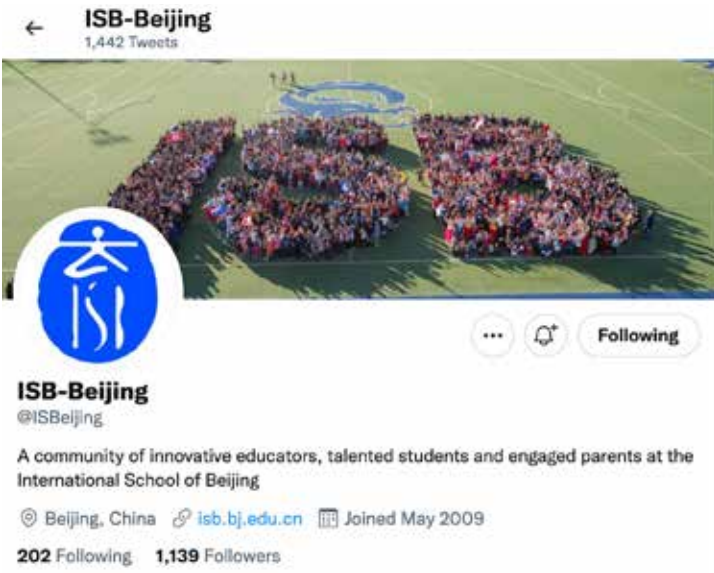 ISB-Beijing
1,442 Tweets
ISB
ISB
ISB-Beijing
@ISBeijing
Following
A community of innovative educators, talented students and engaged parents at the
International School of Beijing
Beijing, China isb.bj.edu.cn Joined May 2009
202 Following 1,139 Followers